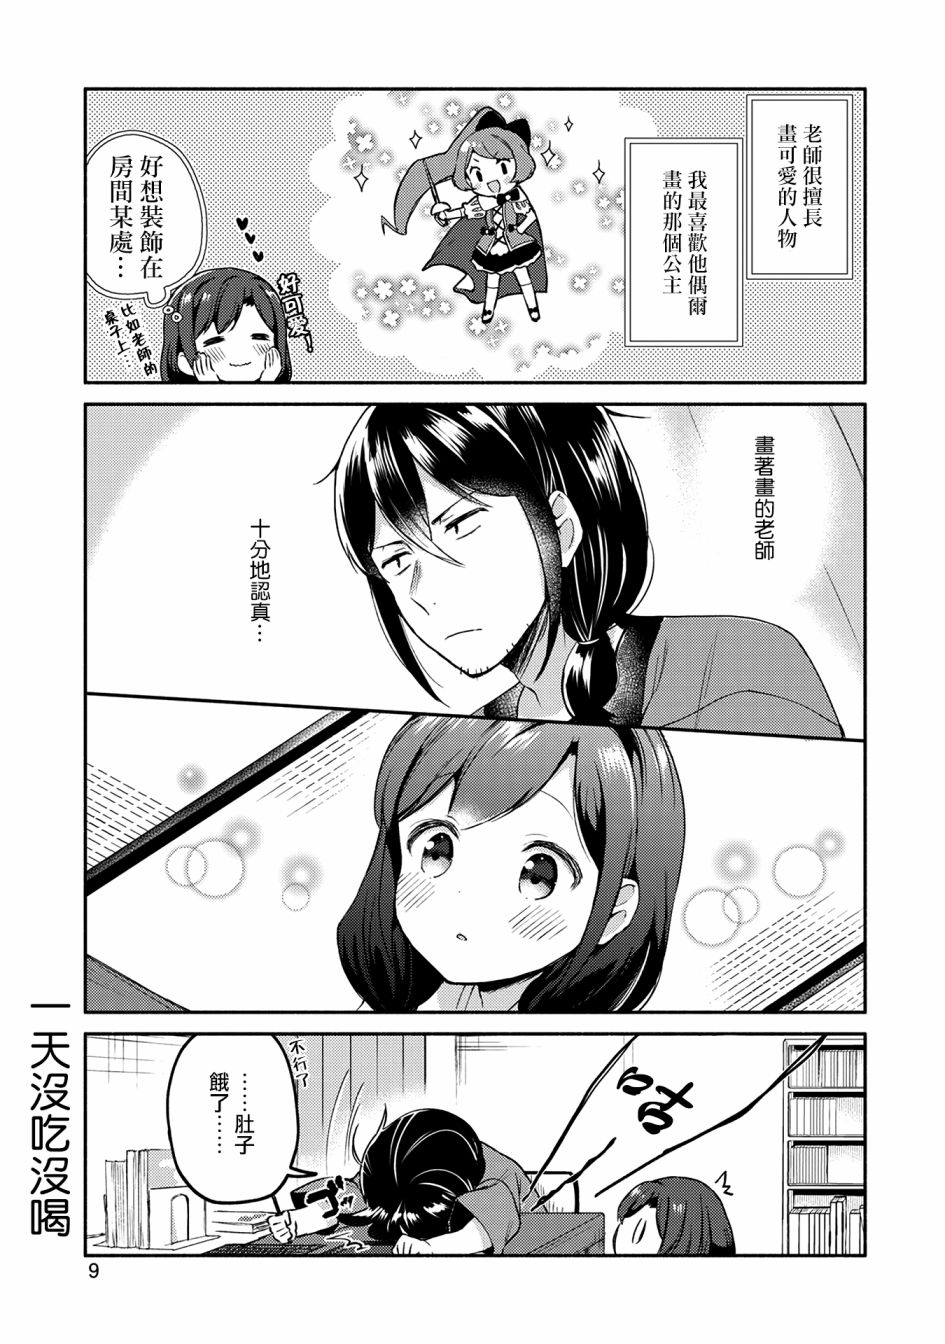 老師很擅長
畫可愛的人物
我最喜歡他偶爾
畫的那個公主
好想裝飾在
房間某處…
好可愛！
比如老師的
桌子上…
畫著畫的老師
十分地認真…
咕～
不行了
……肚子
餓了……
ゴ
一天沒吃沒喝
9